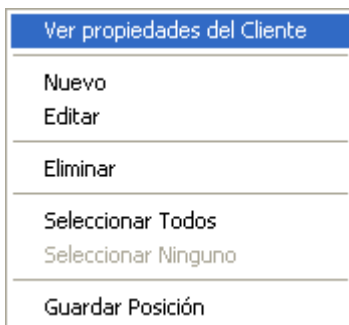 Ver propiedades del Cliente
Nuevo
Editar
Eliminar
Seleccionar Todos
Seleccionar Ninguno
Guardar Posición